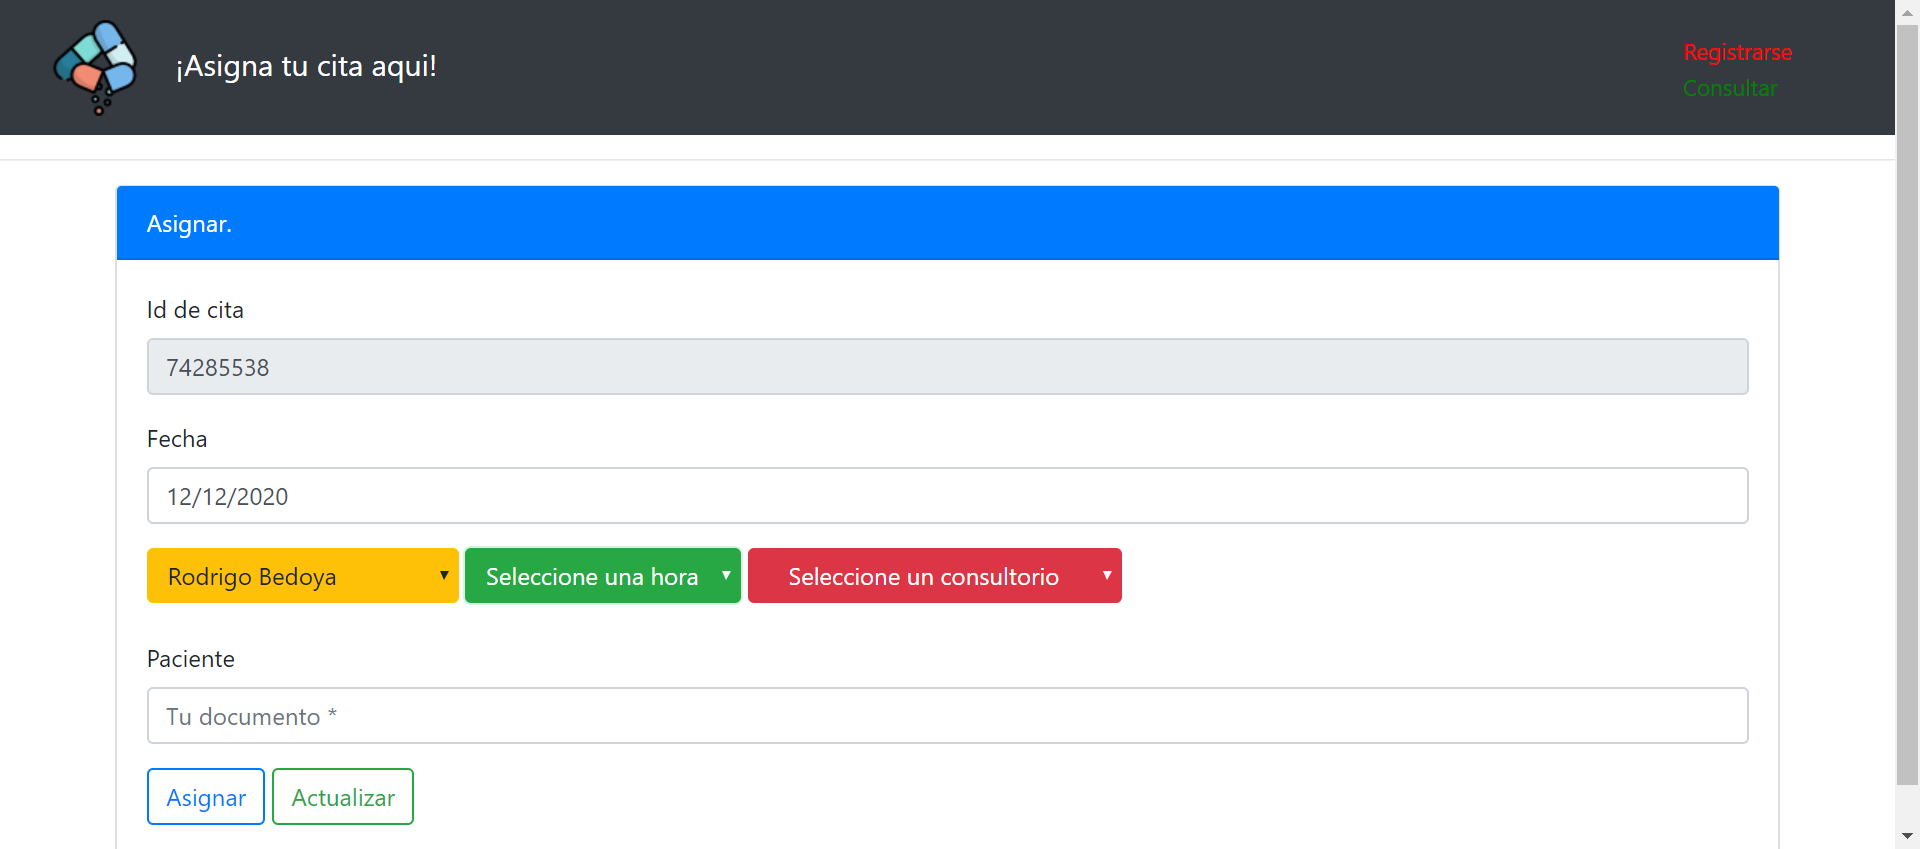 ¡Asigna tu cita aqui!
Registrarse
Consultar
Asignar.
Id de cita
74285538
Fecha
12/12/2020
Rodrigo Bedoya
Seleccione una hora
Seleccione un consultorio
Paciente
Tu documento *
Asignar
Actualizar